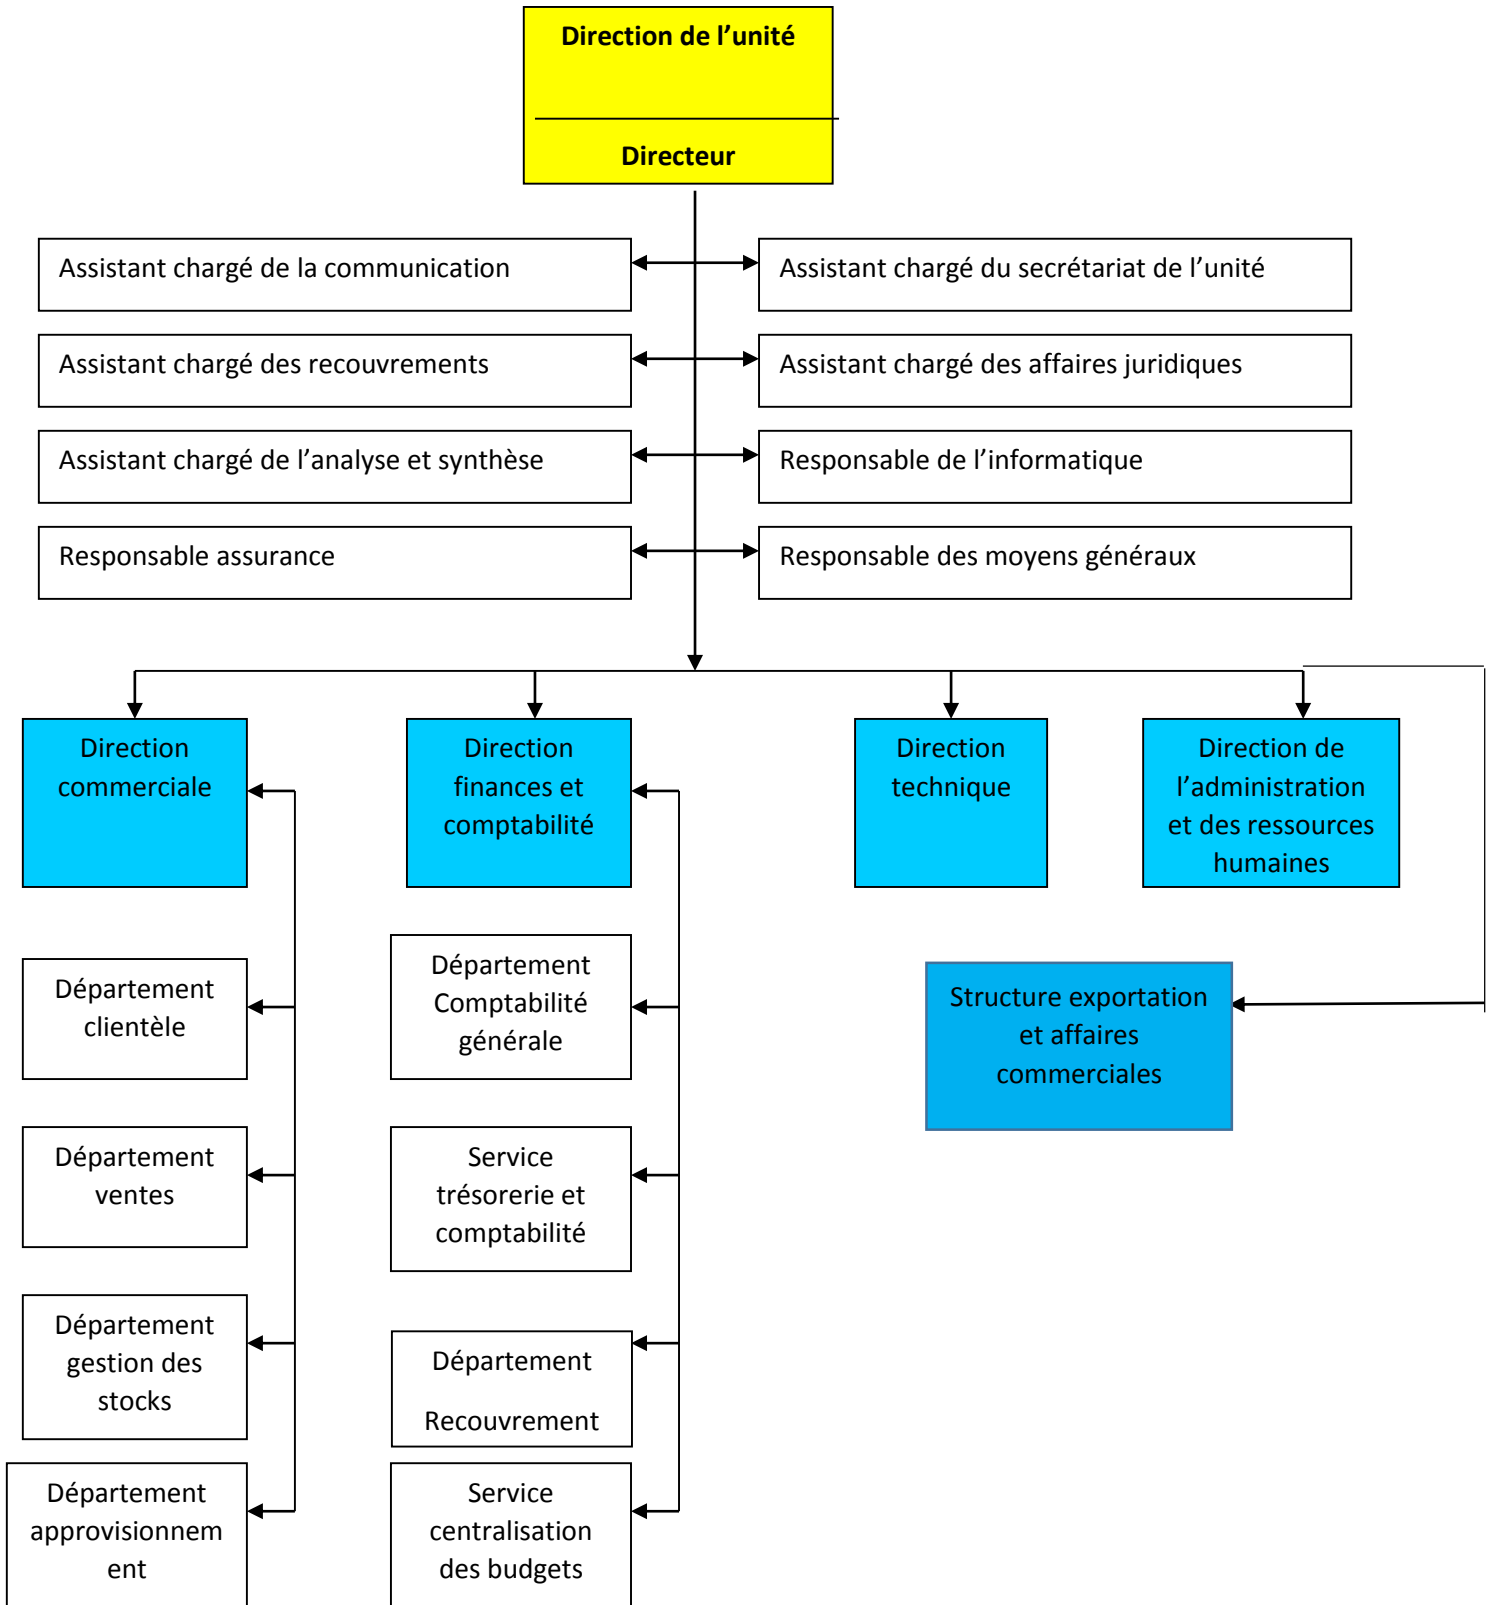 Direction de l’unité
Directeur
Assistant chargé de la communication
Assistant chargé du secrétariat de l’unité
Assistant chargé des recouvrements
Assistant chargé des affaires juridiques
Assistant chargé de l’analyse et synthèse
Responsable de l’informatique
Responsable assurance
Responsable des moyens généraux
Direction
commerciale
Direction
finances et
comptabilité
Direction
technique
Direction de
l’administration
et des ressources
humaines
Département
clientèle
Département
Comptabilité
générale
Structure exportation
et affaires
commerciales
Département
ventes
Service
trésorerie et
comptabilité
Département
gestion des
stocks
Département
Recouvrement
Département
approvisionnem
ent
Service
centralisation
des budgets